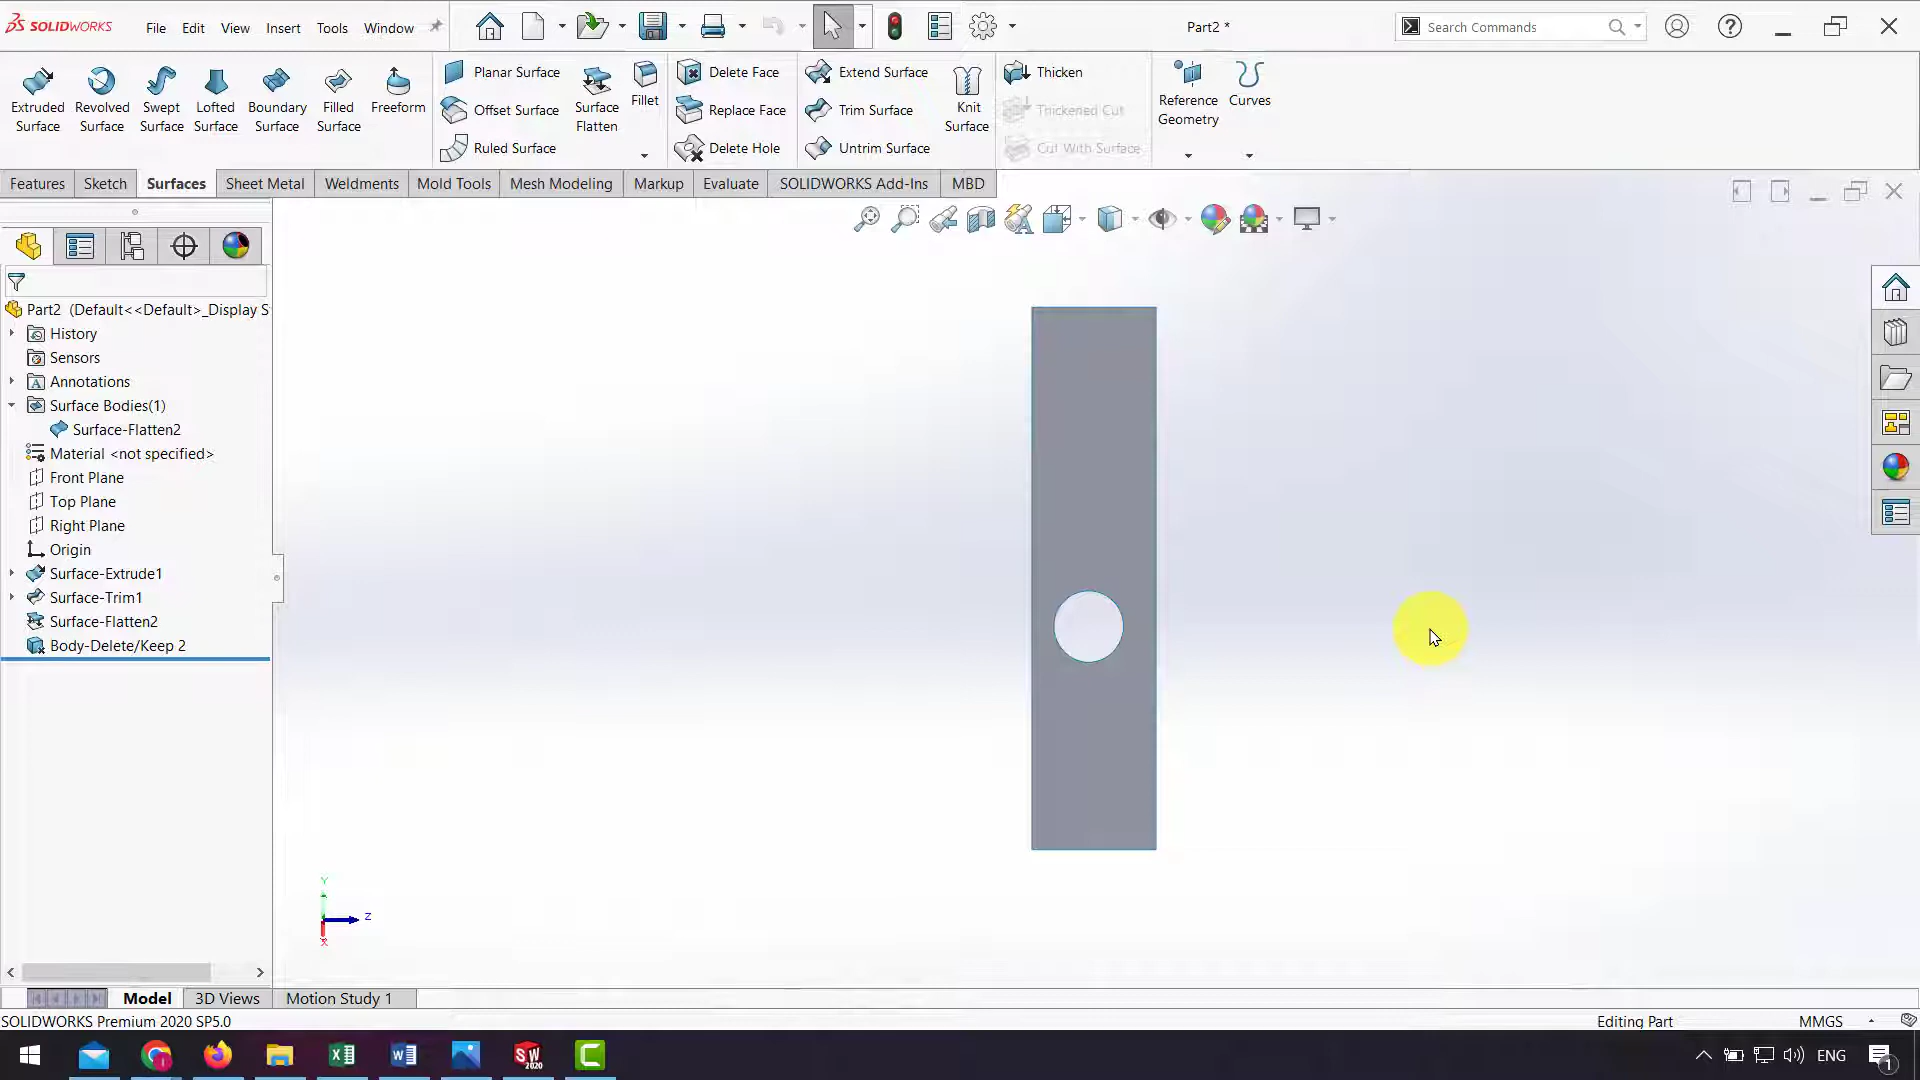 SOLIDWORKS File Edit View Insert Tools Window Part2 * Search Commands
Extruded Surface
Revolved Surface
Swept Surface
Lofted Surface
Boundary Surface
Filled Surface
Freeform
Planar Surface
Offset Surface
Ruled Surface
Surface Flatten
Fillet
Delete Face
Replace Face
Delete Hole
Extend Surface
Trim Surface
Untrim Surface
Knit Surface
Thicken
Thickened Cut
Cut With Surface
Reference Geometry
Curves
Features Sketch Surfaces Sheet Metal Weldments Mold Tools Mesh Modeling Markup Evaluate SOLIDWORKS Add-Ins MBD
Part2 (Default<<Default>_Display S
History
Sensors
Annotations
Surface Bodies(1)
Surface-Flatten2
Material <not specified>
Front Plane
Top Plane
Right Plane
Origin
Surface-Extrude1
Surface-Trim1
Surface-Flatten2
Body-Delete/Keep 2
Y
Z
X
Model 3D Views Motion Study 1
SOLIDWORKS Premium 2020 SP5.0 Editing Part MMGS
SW 2020
ENG
1